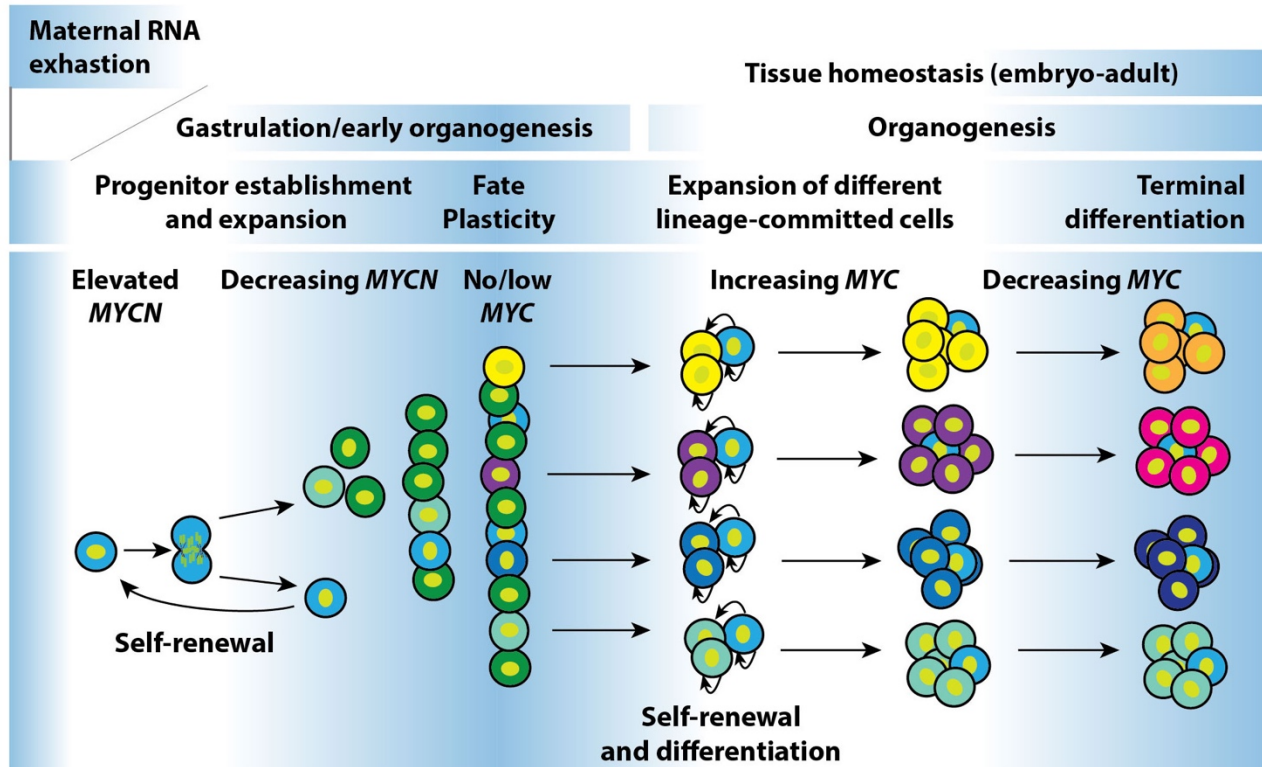 Maternal RNA
exhastion
Tissue homeostasis (embryo-adult)
Gastrulation/early organogenesis
Organogenesis
Progenitor establishment
and expansion
Fate
Plasticity
Expansion of different
lineage-committed cells
Terminal
differentiation
Elevated
MYCN
Decreasing MYCN
No/low
MYC
Increasing MYC
Decreasing MYC
Self-renewal
Self-renewal
and differentiation